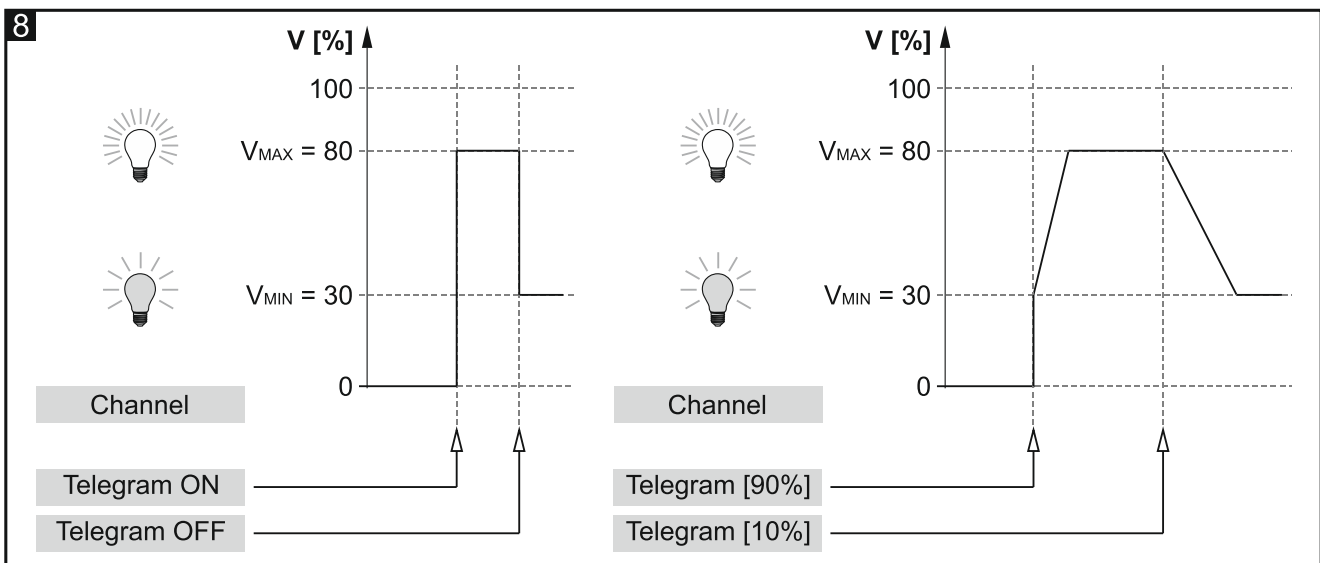 8
V [%]
100
VMAX = 80
VMIN = 30
0
Channel
Telegram ON
Telegram OFF
V [%]
100
VMAX = 80
VMIN = 30
0
Channel
Telegram [90%]
Telegram [10%]